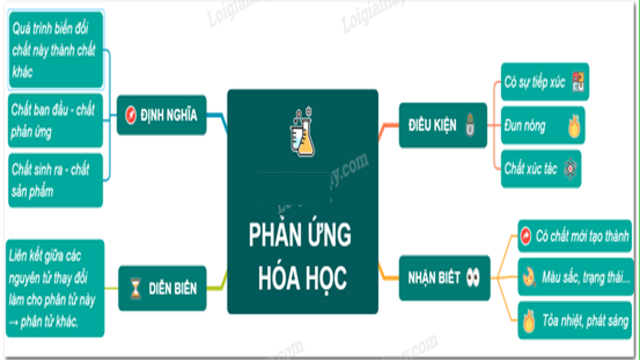 Quá trình biến đổi
chất này thành chất
khác
Chất ban đầu - chất
phản ứng
Chất sinh ra - chất
sản phẩm
ĐỊNH NGHĨA
Liên kết giữa các
nguyên tử thay đổi
làm cho phân tử này
→ phân tử khác.
DIỄN BIẾN
PHẢN ỨNG
HÓA HỌC
ĐIỀU KIỆN
Có sự tiếp xúc
Đun nóng
Chất xúc tác
NHẬN BIẾT
Có chất mới tạo thành
Màu sắc, trạng thái...
Tỏa nhiệt, phát sáng